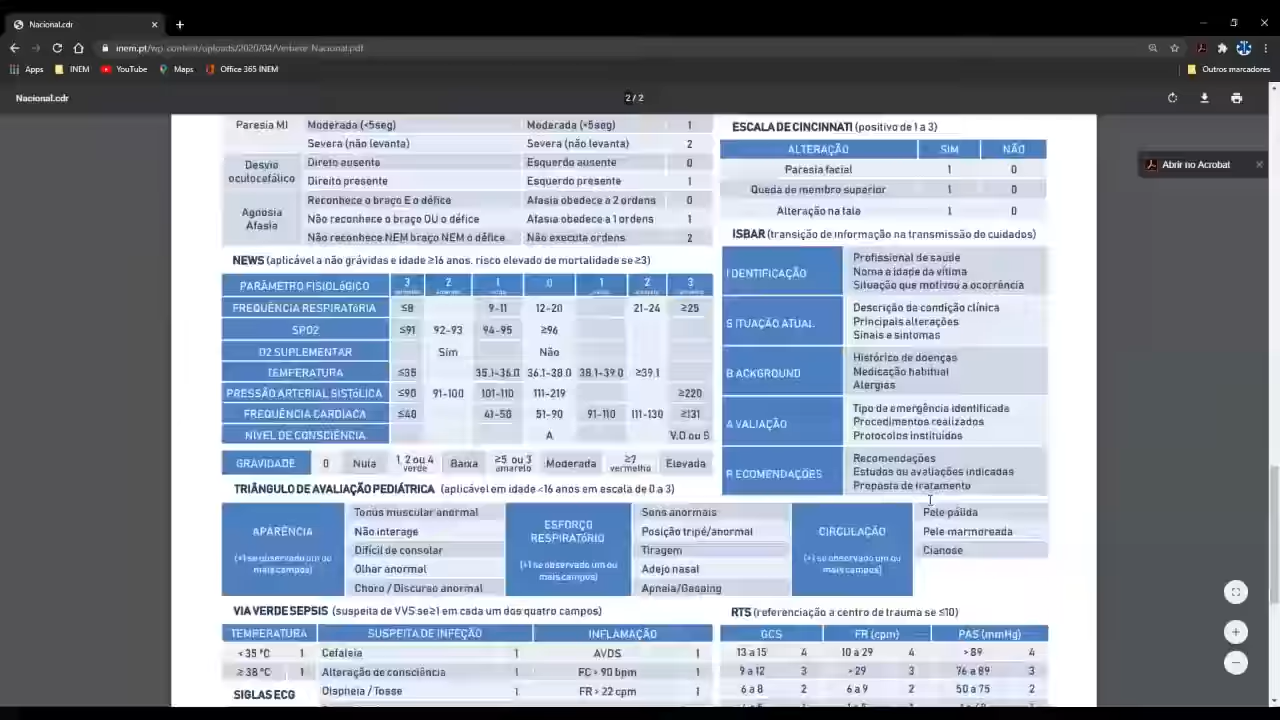 Nacional.cdr
inem.pt/wp-content/uploads/2020/04/Verbete-Nacional.pdf
Apps INEM YouTube Maps Office 365 INEM Outros marcadores
Nacional.cdr 2 / 2
Abrir no Acrobat
Paresia MI Moderada (<5seg) Moderada (<5seg) 1
Severa (não levanta) Severa (não levanta) 2
Desvio oculocefálico Direito ausente Esquerdo ausente 0
Direito presente Esquerdo presente 1
Agnosia Afasia Reconhece o braço E o défice Afasia obedece a 2 ordens 0
Não reconhece o braço OU o défice Afasia obedece a 1 ordens 1
Não reconhece NEM braço NEM o défice Não executa ordens 2
NEWS (aplicável a não grávidas e idade ≥16 anos. risco elevado de mortalidade se ≥3)
PARÂMETRO FISIOLÓGICO 3 2 1 0 1 2 3
FREQUÊNCIA RESPIRATÓRIA ≤8 9-11 12-20 21-24 ≥25
SPO2 ≤91 92-93 94-95 ≥96
O2 SUPLEMENTAR Sim Não
TEMPERATURA ≤35 35.1-36.0 36.1-38.0 38.1-39.0 ≥39.1
PRESSÃO ARTERIAL SISTÓLICA ≤90 91-100 101-110 111-219 ≥220
FREQUÊNCIA CARDÍACA ≤40 41-50 51-90 91-110 111-130 ≥131
NÍVEL DE CONSCIÊNCIA A V.D ou S
GRAVIDADE 0 Nula 1, 2 ou 4 verde Baixa ≥5 ou 3 amarelo Moderada ≥7 vermelho Elevada
ESCALA DE CINCINNATI (positivo de 1 a 3)
ALTERAÇÃO SIM NÃO
Paresia facial 1 0
Queda de membro superior 1 0
Alteração na fala 1 0
ISBAR (transição de informação na transmissão de cuidados)
I DENTIFICAÇÃO
Profissional de saúde
Nome a idade da vítima
Situação que motivou a ocorrência
S ITUAÇÃO ATUAL
Descrição da condição clínica
Principais alterações
Sinais e sintomas
B ACKGROUND
Histórico de doenças
Medicação habitual
Alergias
A VALIAÇÃO
Tipo de emergência identificada
Procedimentos realizados
Protocolos instituídos
R ECOMENDAÇÕES
Recomendações
Estudos ou avaliações indicadas
Proposta de tratamento
TRIÂNGULO DE AVALIAÇÃO PEDIÁTRICA (aplicável em idade <16 anos em escala de 0 a 3)
APARÊNCIA
(+1 se observado um ou mais campos)
Tonus muscular anormal
Não interage
Difícil de consolar
Olhar anormal
Choro / Discurso anormal
ESFORÇO RESPIRATÓRIO
(+1 se observado um ou mais campos)
Sons anormais
Posição tripé/anormal
Tiragem
Adejo nasal
Apneia/Gasping
CIRCULAÇÃO
(+1 se observado um ou mais campos)
Pele pálida
Pele marmoreada
Cianose
VIA VERDE SEPSIS (suspeita de VVS se ≥1 em cada um dos quatro campos)
TEMPERATURA SUSPEITA DE INFEÇÃO INFLAMAÇÃO
< 35 ºC 1 Cefaleia 1 AVDS 1
≥ 38 ºC 1 Alteração de consciência 1 FC > 90 bpm 1
SIGLAS ECG Dispneia / Tosse 1 FR > 22 cpm 1
RTS (referenciação a centro de trauma se ≤10)
GCS FR (cpm) PAS (mmHg)
13 a 15 4 10 a 29 4 > 89 4
9 a 12 3 > 29 3 76 a 89 3
6 a 8 2 6 a 9 2 50 a 75 2